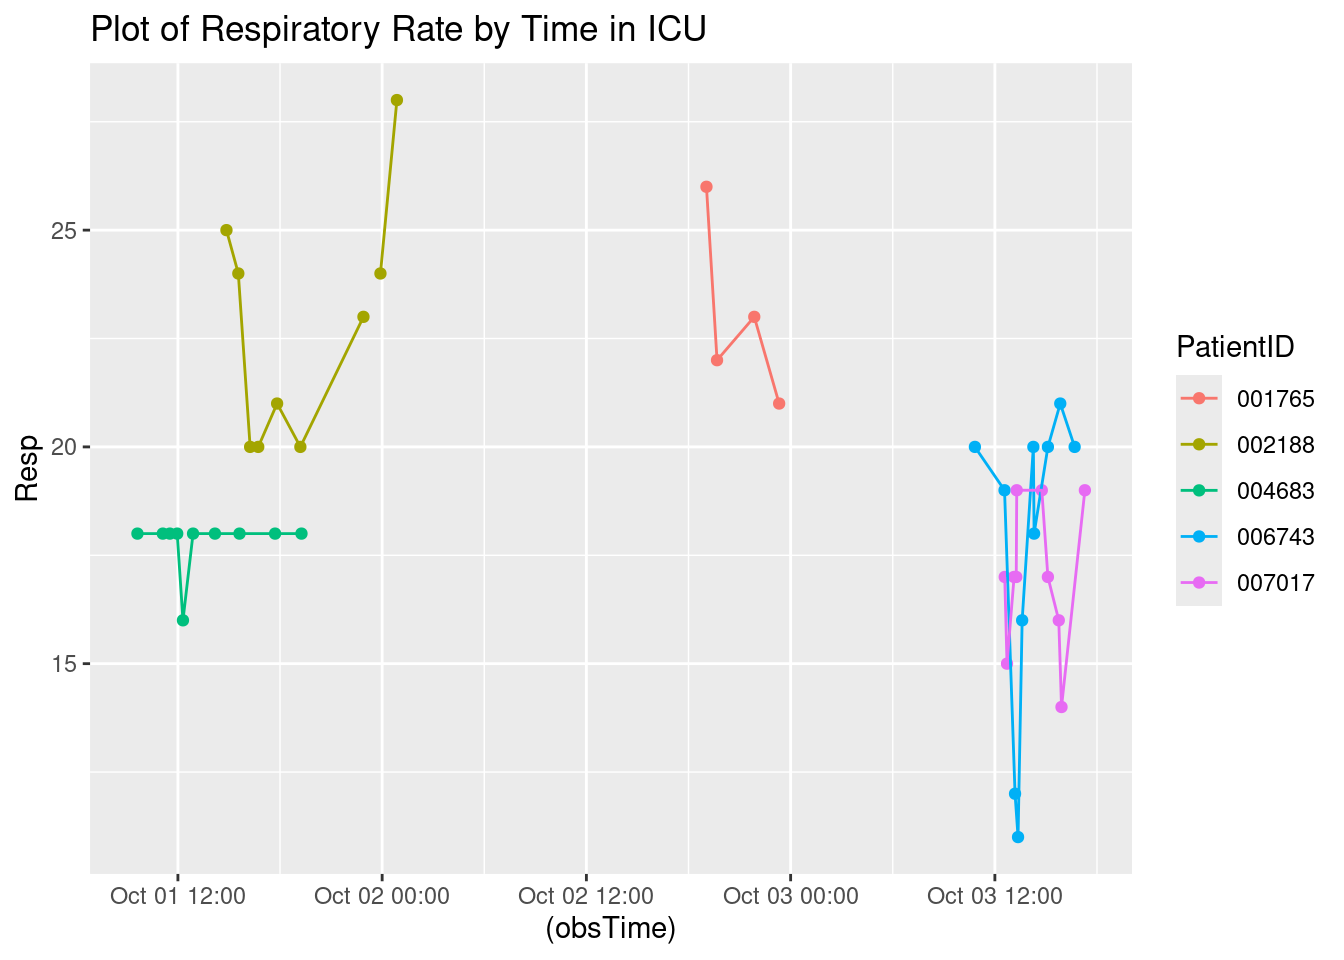 Plot of Respiratory Rate by Time in ICU
Resp
25
20
15
Oct 01 12:00 Oct 02 00:00 Oct 02 12:00 Oct 03 00:00 Oct 03 12:00
(obsTime)
PatientID
001765
002188
004683
006743
007017